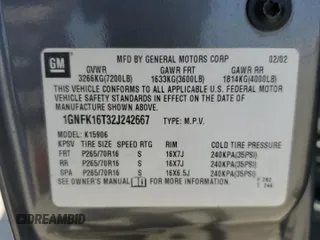 GM
MFD BY GENERAL MOTORS CORP 02/02
GVWR GAWR FRT GAWR RR
3266KG(7200LB) 1633KG(3600LB) 1814KG(4000LB)
THIS VEHICLE CONFORMS TO ALL APPLICABLE U.S. FEDERAL MOTOR
VEHICLE SAFETY STANDARDS IN EFFECT ON THE DATE OF
MANUFACTURE SHOWN ABOVE.
1GNFK16T32J242667 TYPE: M.P.V.
MODEL: K15906
KPSV TIRE SIZE SPEED RTG RIM COLD TIRE PRESSURE
FRT P265/70R16 S 16X7J 240KPA(35PSI)
RR P265/70R16 S 16X7J 240KPA(35PSI)
SPA P265/70R16 S 16X6.5J 240KPA(35PSI)
SEE OWNER'S MANUAL FOR MORE INFORMATION.
AUTOBIDMASTER